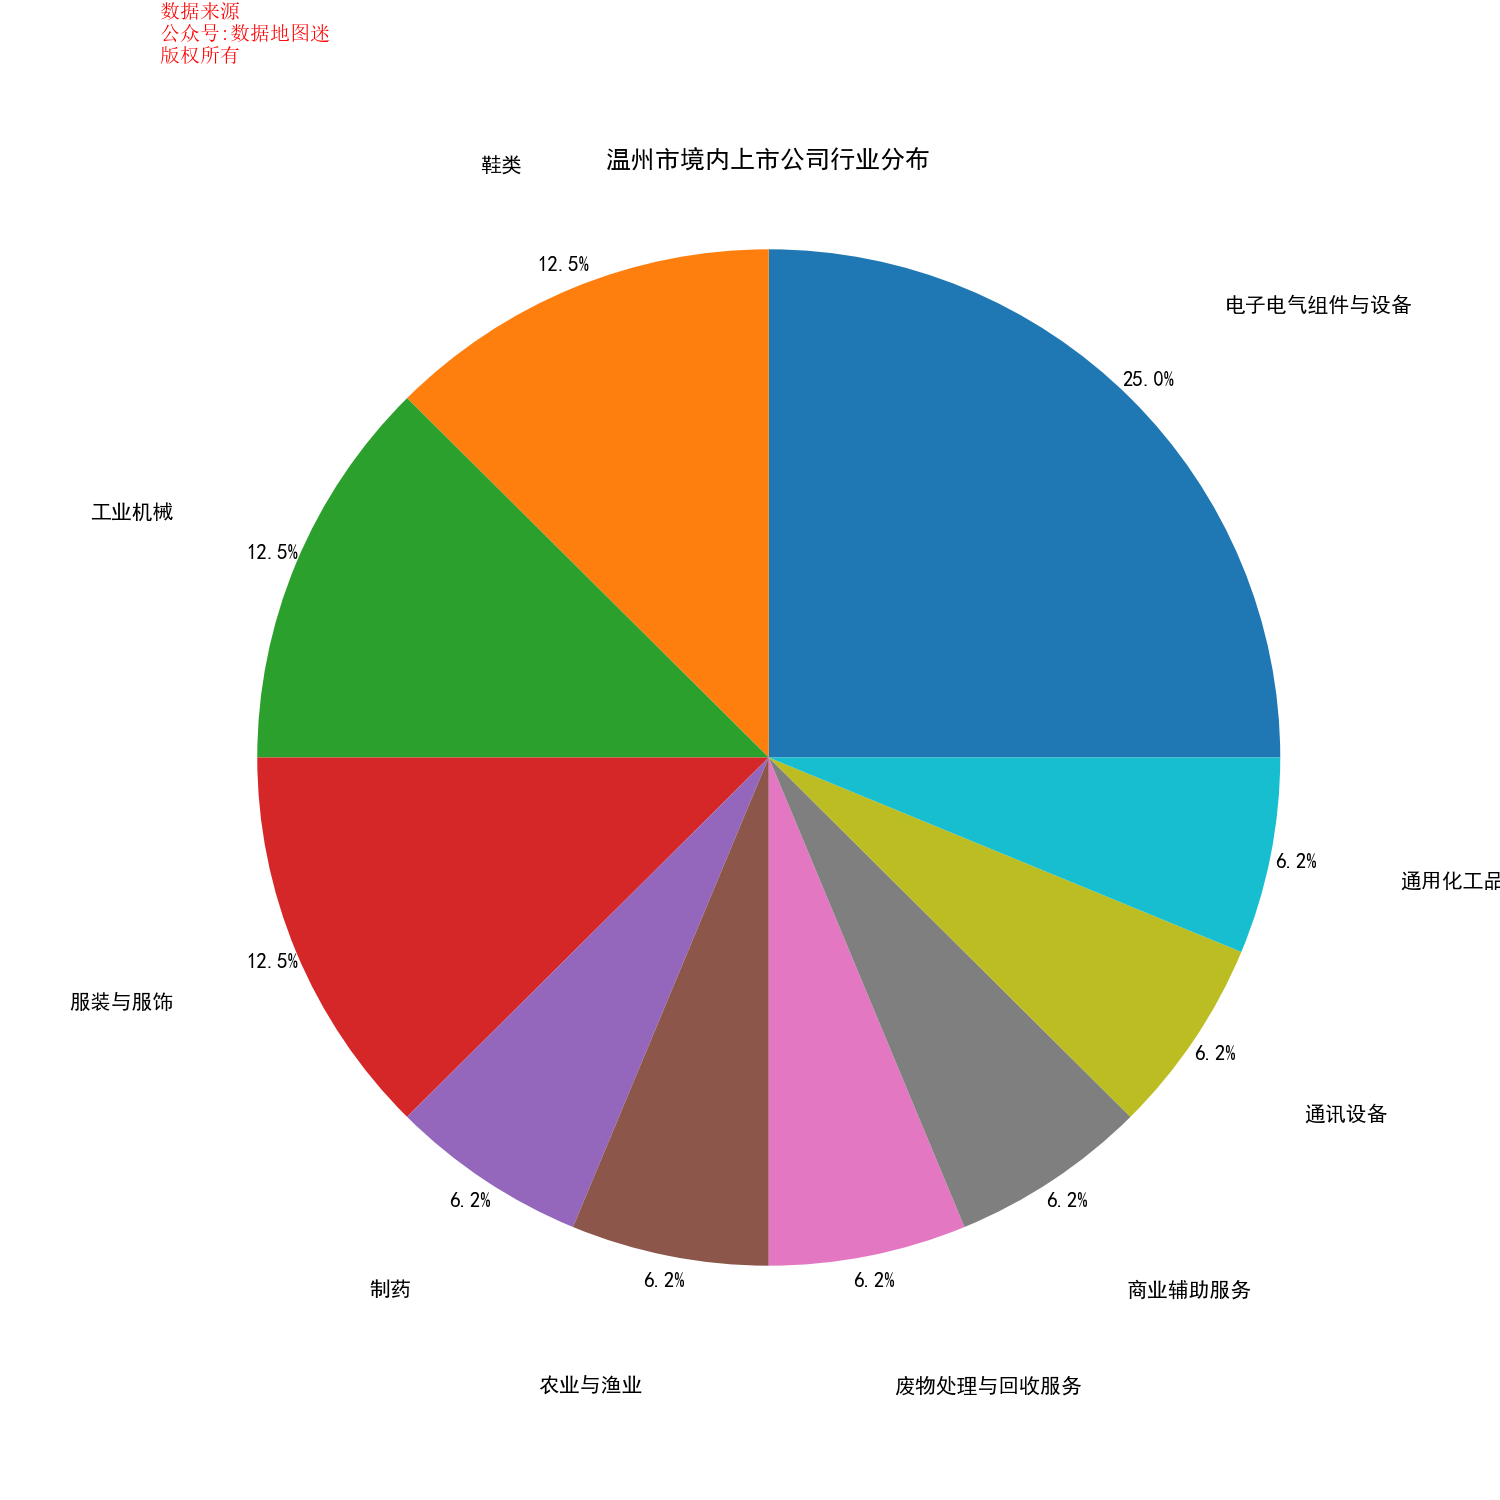 数据来源
公众号:数据地图迷
版权所有
温州市境内上市公司行业分布
鞋类
12.5%
电子电气组件与设备
25.0%
工业机械
12.5%
通用化工品
6.2%
服装与服饰
12.5%
通讯设备
6.2%
制药
6.2%
农业与渔业
6.2%
废物处理与回收服务
6.2%
商业辅助服务
6.2%